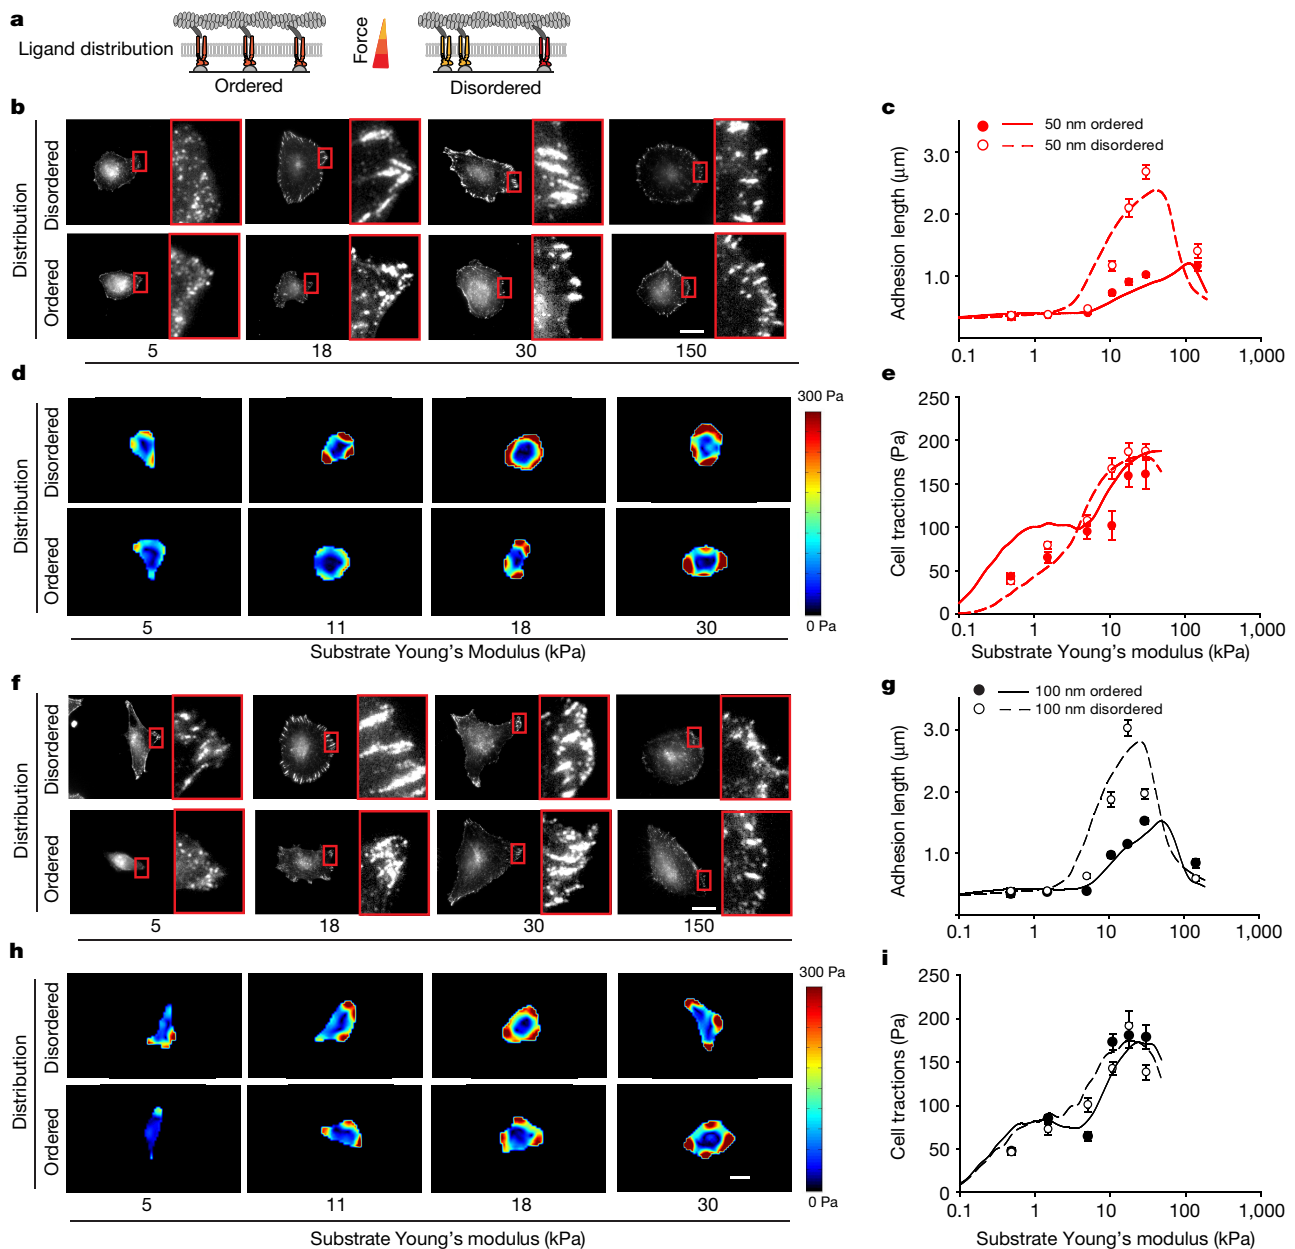 a
Ligand distribution
Ordered
Force
Disordered
b
Distribution
Disordered
Ordered
5 18 30 150
c
50 nm ordered
50 nm disordered
Adhesion length (µm)
3.0
2.0
1.0
0.1 1 10 100 1,000
d
Distribution
Disordered
Ordered
300 Pa
0 Pa
5 11 18 30
Substrate Young's Modulus (kPa)
e
Cell tractions (Pa)
250
200
150
100
50
0
0.1 1 10 100 1,000
Substrate Young's modulus (kPa)
f
Distribution
Disordered
Ordered
5 18 30 150
g
100 nm ordered
100 nm disordered
Adhesion length (µm)
3.0
2.0
1.0
0.1 1 10 100 1,000
h
Distribution
Disordered
Ordered
300 Pa
0 Pa
5 11 18 30
Substrate Young's modulus (kPa)
i
Cell tractions (Pa)
250
200
150
100
50
0
0.1 1 10 100 1,000
Substrate Young's modulus (kPa)